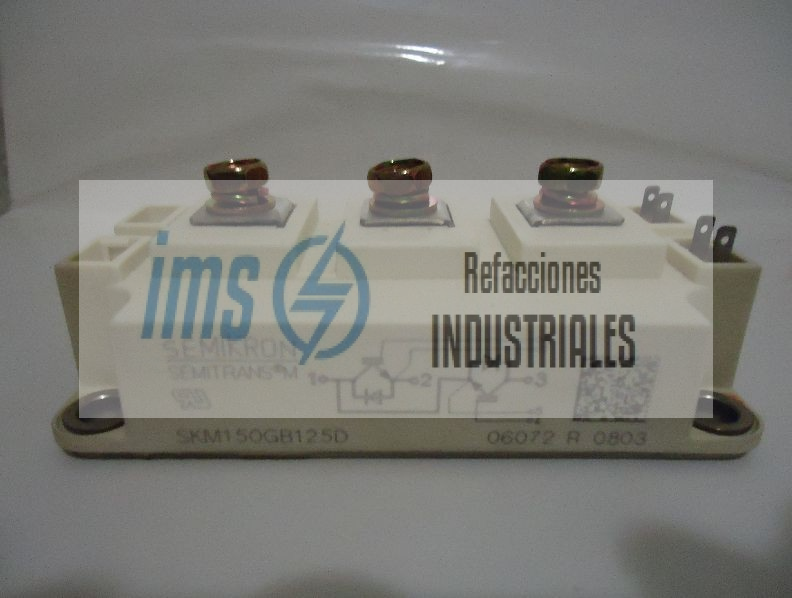 ims
Refacciones
INDUSTRIALES
SEMIKRON
SEMITRANS®M
1
2
3
SKM150GB125D
06072 R 0803